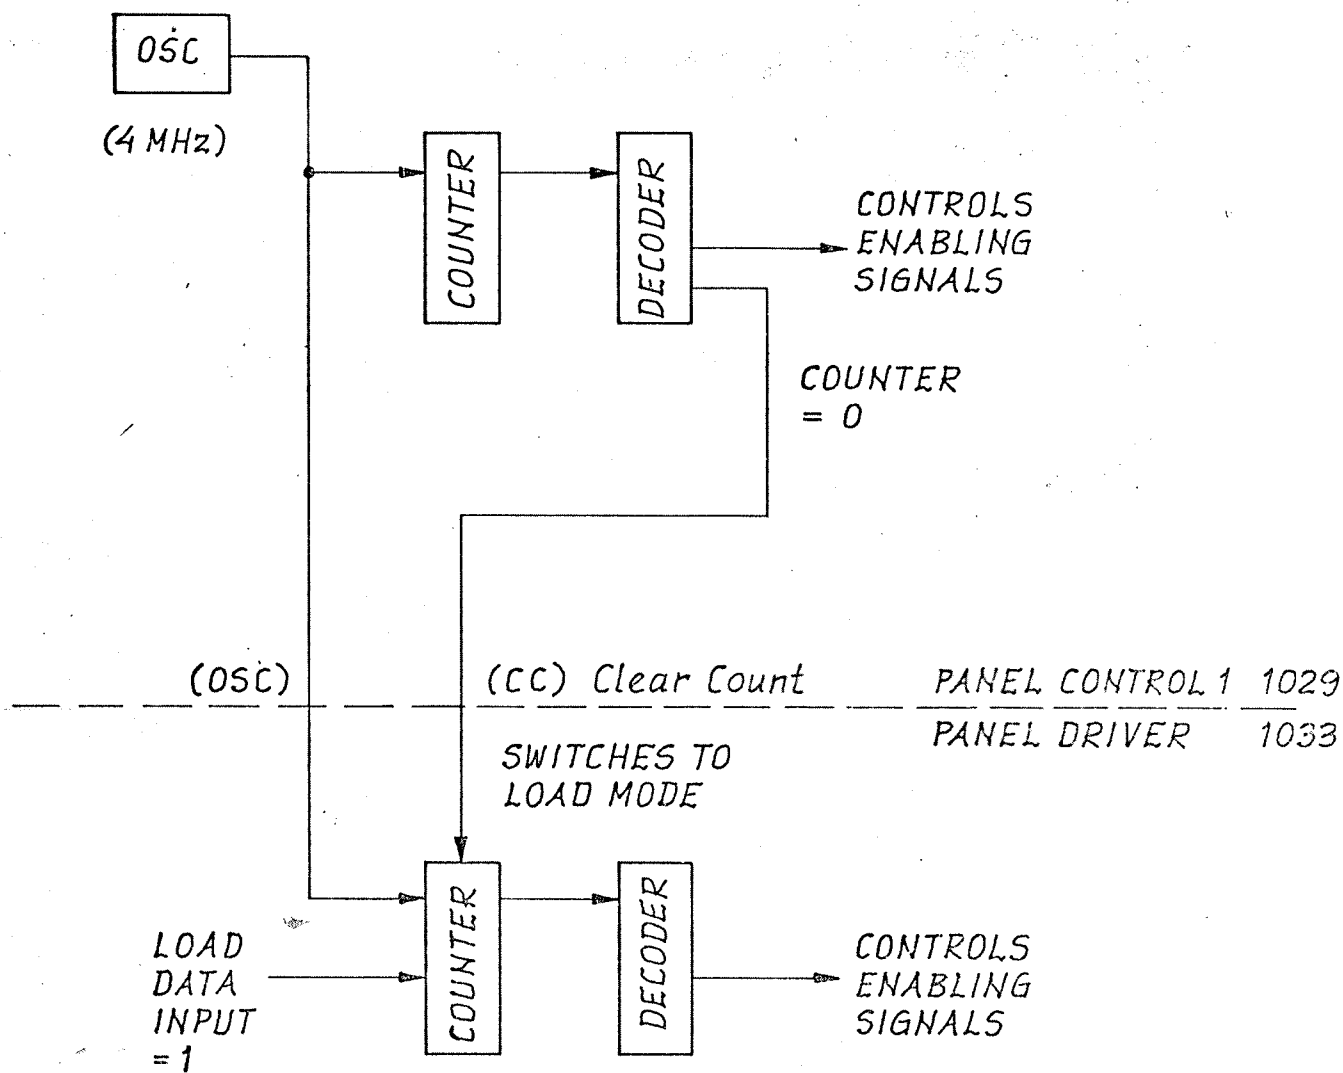 OSC
(4 MHz)
COUNTER
DECODER
CONTROLS
ENABLING
SIGNALS
COUNTER
= 0
(OSC)
(CC) Clear Count
PANEL CONTROL 1 1029
PANEL DRIVER 1033
SWITCHES TO
LOAD MODE
COUNTER
DECODER
LOAD
DATA
INPUT
= 1
CONTROLS
ENABLING
SIGNALS